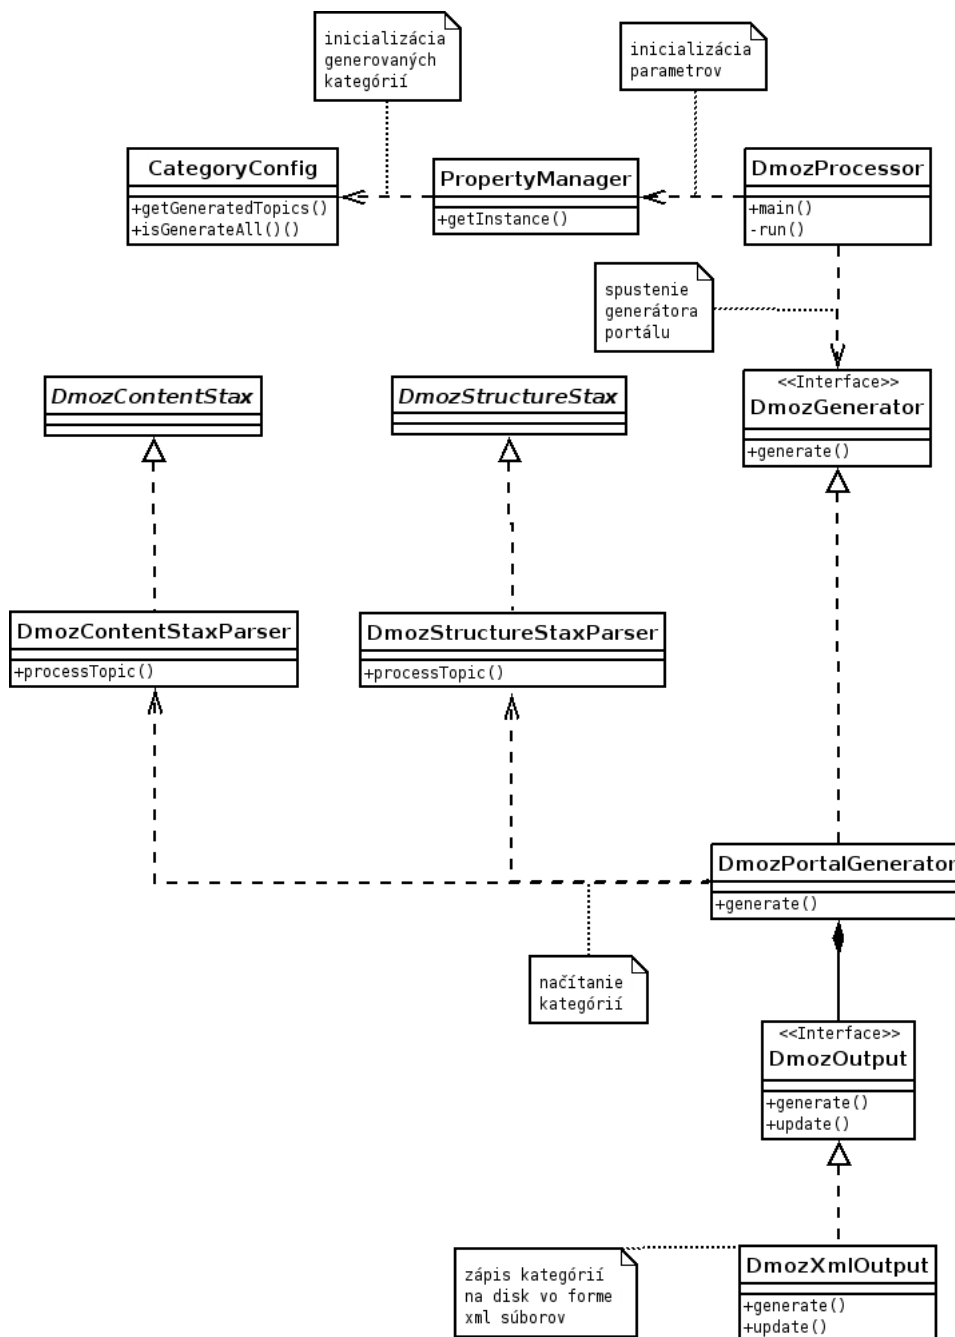 inicializácia
generovaných
kategórií
inicializácia
parametrov
CategoryConfig
+getGeneratedTopics()
+isGenerateAll()()
PropertyManager
+getInstance()
DmozProcessor
+main()
-run()
spustenie
generátora
portálu
DmozContentStax
DmozStructureStax
<<Interface>>
DmozGenerator
+generate()
DmozContentStaxParser
+processTopic()
DmozStructureStaxParser
+processTopic()
DmozPortalGenerator
+generate()
načítanie
kategórií
<<Interface>>
DmozOutput
+generate()
+update()
zápis kategórií
na disk vo forme
xml súborov
DmozXmlOutput
+generate()
+update()